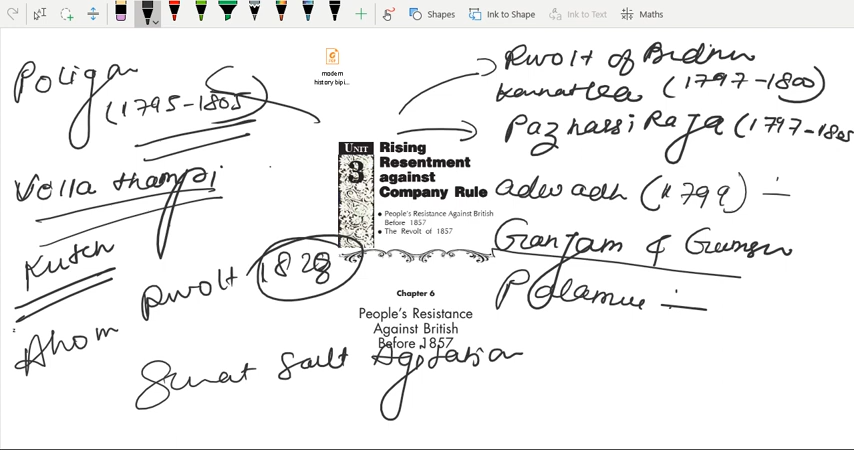 Shapes
Ink to Shape
Ink to Text
Maths
modern
history bipi...
Poligar
(1795-1805)
Revolt of Bednur
Karnataka (1797-1800)
Pazhassi Raja (1797-1805
UNIT
3
Rising
Resentment
against
Company Rule
• People's Resistance Against British
Before 1857
• The Revolt of 1857
Vella thampi
Kutch
Revolt 1828
Ahom
awadh (1799)
Ganjam & Gumsur
Palamu
Chapter 6
People's Resistance
Against British
Before 1857
Surat Salt Agitation